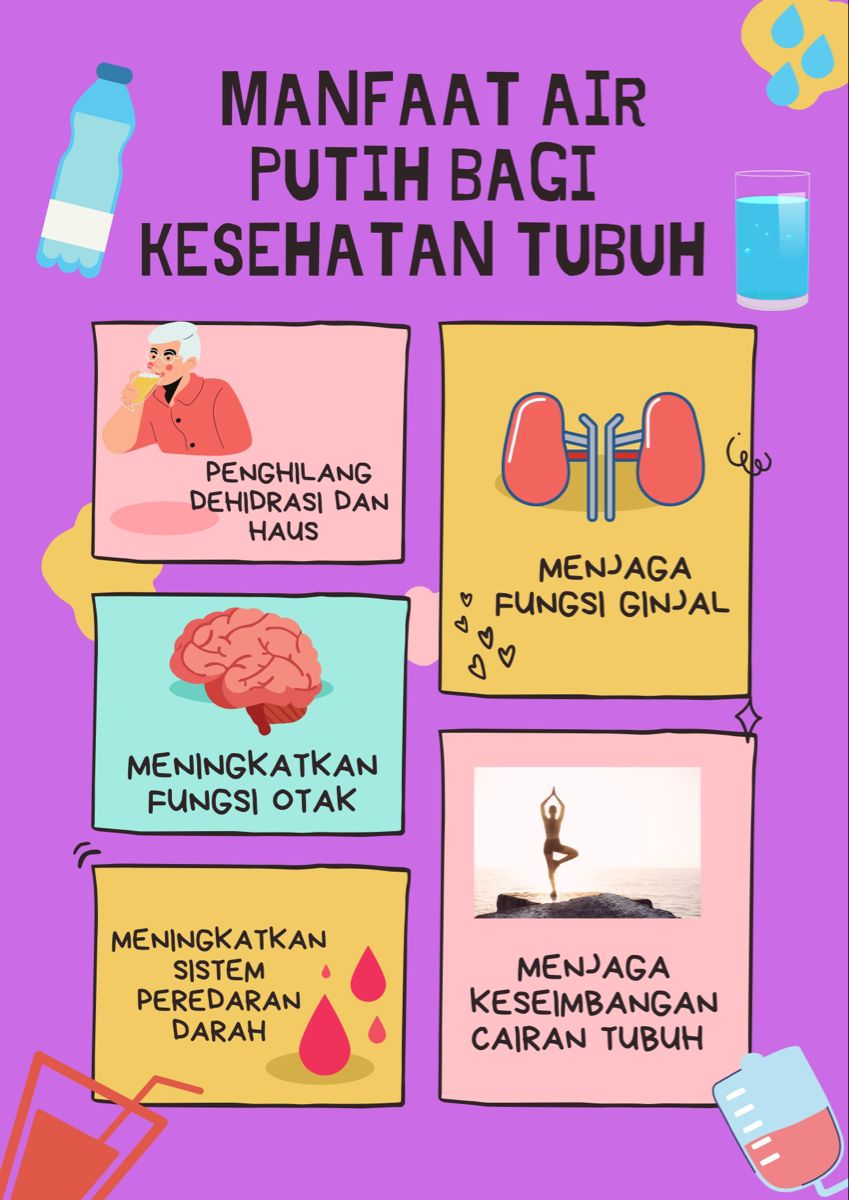 MANFAAT AIR
PUTIH BAGI
KESEHATAN TUBUH
PENGHILANG
DEHIDRASI DAN
HAUS
MENJAGA
FUNGSI GINJAL
MENINGKATKAN
FUNGSI OTAK
MENINGKATKAN
SISTEM
PEREDARAN
DARAH
MENJAGA
KESEIMBANGAN
CAIRAN TUBUH